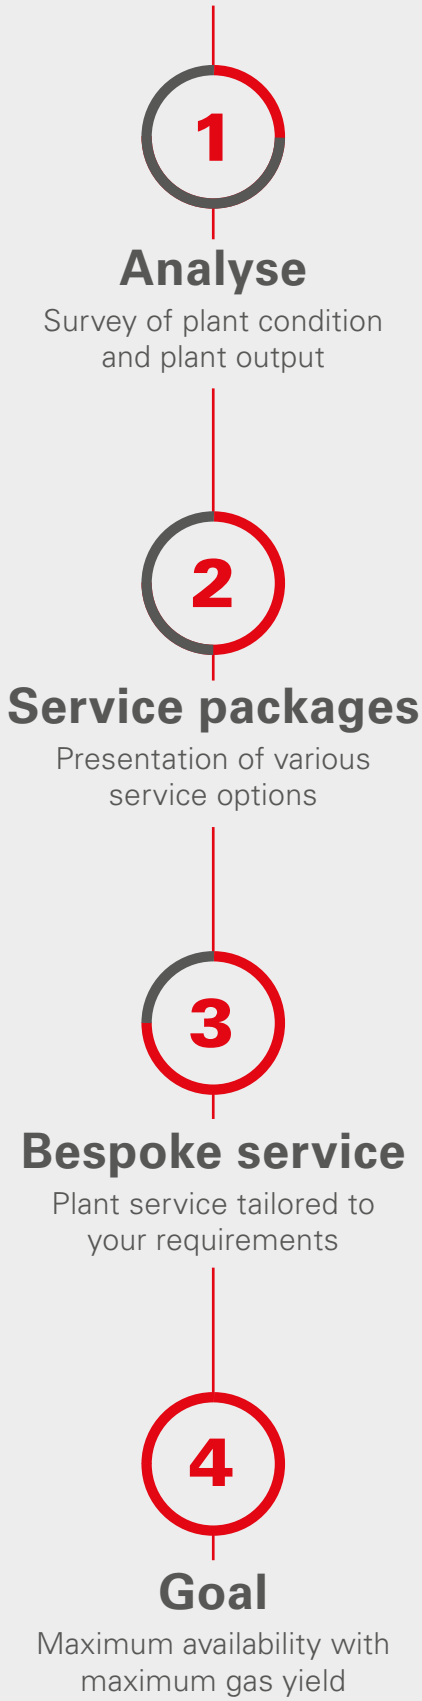 1
Analyse
Survey of plant condition
and plant output
2
Service packages
Presentation of various
service options
3
Bespoke service
Plant service tailored to
your requirements
4
Goal
Maximum availability with
maximum gas yield